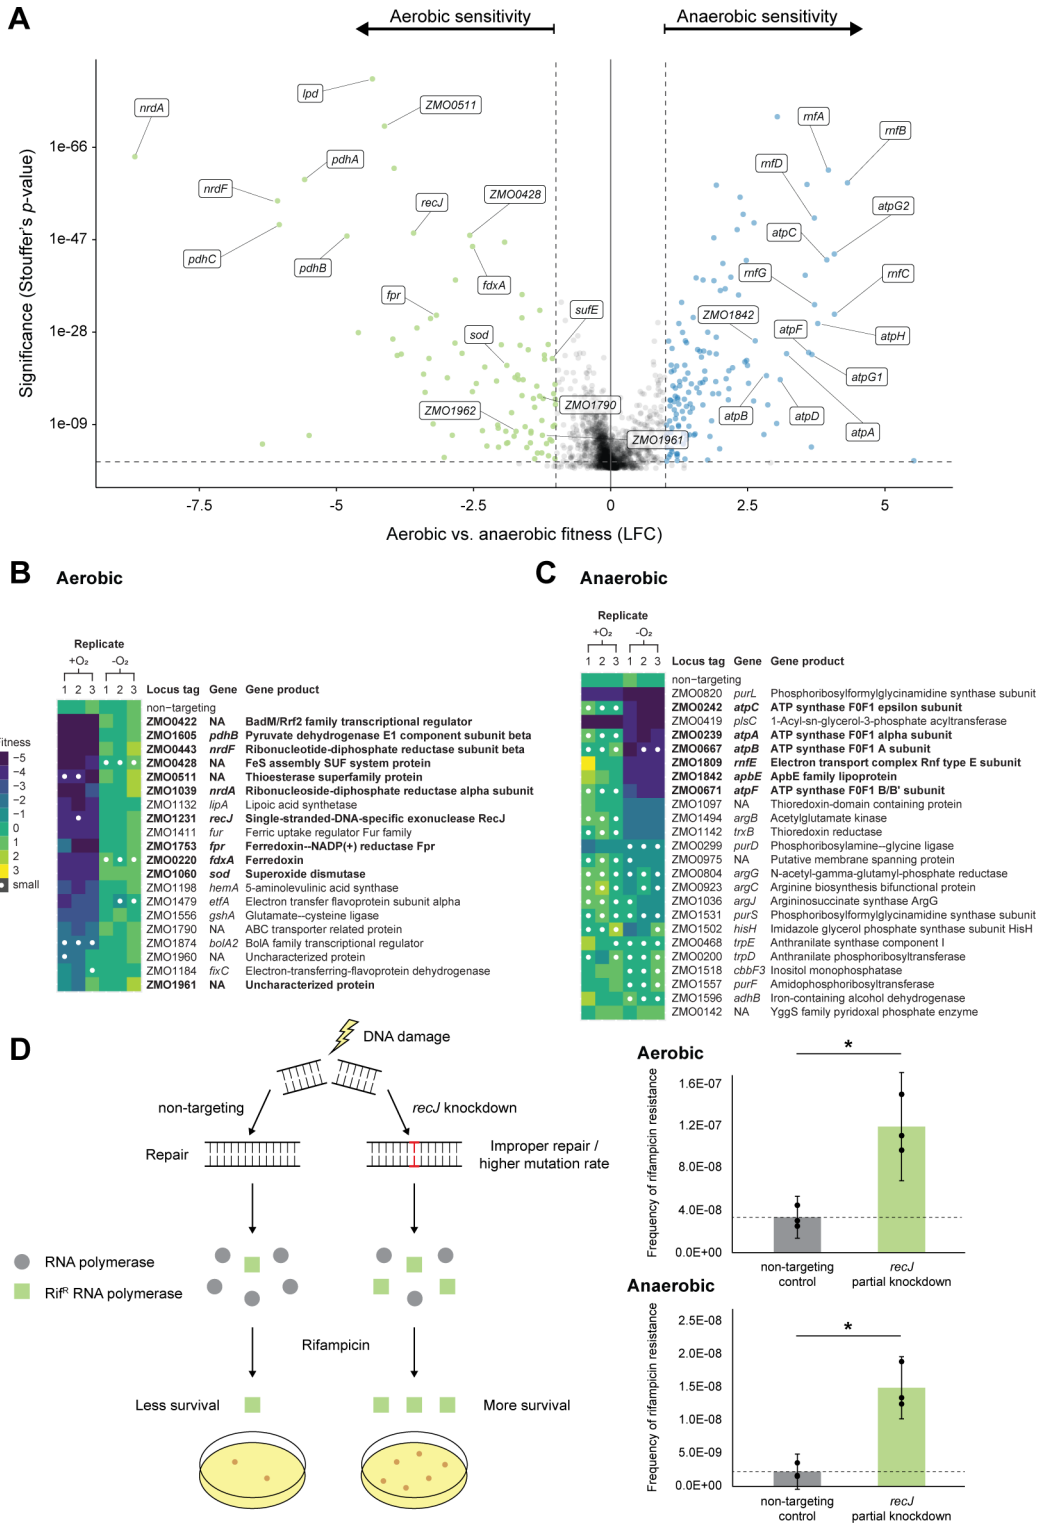 A
Aerobic sensitivity
Anaerobic sensitivity
Significance (Stouffer's p-value)
1e-66
1e-47
1e-28
1e-09
nrdA
lpd
ZMO0511
pdhA
nrdF
recJ
ZMO0428
pdhC
pdhB
fdxA
fpr
sufE
sod
ZMO1962
ZMO1790
ZMO1961
rnfA
rnfB
rnfD
atpG2
atpC
rnfG
rnfC
ZMO1842
atpF
atpH
atpG1
atpB
atpD
atpA
-7.5
-5
-2.5
0
2.5
5
Aerobic vs. anaerobic fitness (LFC)
B Aerobic
Replicate
+O₂ -O₂
1 2 3 1 2 3 Locus tag Gene Gene product
non-targeting
ZMO0422 NA BadM/Rrf2 family transcriptional regulator
ZMO1605 pdhB Pyruvate dehydrogenase E1 component subunit beta
ZMO0443 nrdF Ribonucleotide-diphosphate reductase subunit beta
ZMO0428 NA FeS assembly SUF system protein
ZMO0511 NA Thioesterase superfamily protein
ZMO1039 nrdA Ribonucleoside-diphosphate reductase alpha subunit
ZMO1132 lipA Lipoic acid synthetase
ZMO1231 recJ Single-stranded-DNA-specific exonuclease RecJ
ZMO1411 fur Ferric uptake regulator Fur family
ZMO1753 fpr Ferredoxin--NADP(+) reductase Fpr
ZMO0220 fdxA Ferredoxin
ZMO1060 sod Superoxide dismutase
ZMO1198 hemA 5-aminolevulinic acid synthase
ZMO1479 etfA Electron transfer flavoprotein subunit alpha
ZMO1556 gshA Glutamate--cysteine ligase
ZMO1790 NA ABC transporter related protein
ZMO1874 bolA2 BolA family transcriptional regulator
ZMO1960 NA Uncharacterized protein
ZMO1184 fixC Electron-transferring-flavoprotein dehydrogenase
ZMO1961 NA Uncharacterized protein
itness
−5
−4
−3
−2
−1
0
1
2
3
small
C Anaerobic
Replicate
+O₂ -O₂
1 2 3 1 2 3 Locus tag Gene Gene product
non-targeting
ZMO0820 purL Phosphoribosylformylglycinamidine synthase subunit
ZMO0242 atpC ATP synthase F0F1 epsilon subunit
ZMO0419 plsC 1-Acyl-sn-glycerol-3-phosphate acyltransferase
ZMO0239 atpA ATP synthase F0F1 alpha subunit
ZMO0667 atpB ATP synthase F0F1 A subunit
ZMO1809 rnfE Electron transport complex Rnf type E subunit
ZMO1842 apbE ApbE family lipoprotein
ZMO0671 atpF ATP synthase F0F1 B/B' subunit
ZMO1097 NA Thioredoxin-domain containing protein
ZMO1494 argB Acetylglutamate kinase
ZMO1142 trxB Thioredoxin reductase
ZMO0299 purD Phosphoribosylamine--glycine ligase
ZMO0975 NA Putative membrane spanning protein
ZMO0804 argG N-acetyl-gamma-glutamyl-phosphate reductase
ZMO0923 argC Arginine biosynthesis bifunctional protein
ZMO1036 argJ Argininosuccinate synthase ArgG
ZMO1531 purS Phosphoribosylformylglycinamidine synthase subunit
ZMO1502 hisH Imidazole glycerol phosphate synthase subunit HisH
ZMO0468 trpE Anthranilate synthase component I
ZMO0200 trpD Anthranilate phosphoribosyltransferase
ZMO1518 cbbF3 Inositol monophosphatase
ZMO1557 purF Amidophosphoribosyltransferase
ZMO1596 adhB Iron-containing alcohol dehydrogenase
ZMO0142 NA YggS family pyridoxal phosphate enzyme
D
DNA damage
non-targeting
recJ knockdown
Repair
Improper repair /
higher mutation rate
RNA polymerase
Rifᴿ RNA polymerase
Rifampicin
Less survival
More survival
Aerobic
*
Frequency of rifampicin resistance
1.6E-07
1.2E-07
8.0E-08
4.0E-08
0.0E+00
non-targeting
control
recJ
partial knockdown
Anaerobic
*
Frequency of rifampicin resistance
2.5E-08
2.0E-08
1.5E-08
1.0E-08
5.0E-09
0.0E+00
non-targeting
control
recJ
partial knockdown